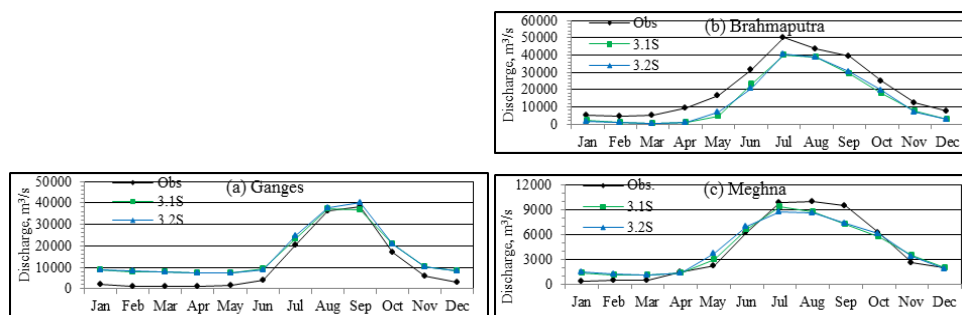 (b) Brahmaputra
Discharge, m³/s
60000
50000
40000
30000
20000
10000
0
Obs
3.1S
3.2S
Jan Feb Mar Apr May Jun Jul Aug Sep Oct Nov Dec
(a) Ganges
Discharge, m³/s
50000
40000
30000
20000
10000
0
Obs
3.1S
3.2S
Jan Feb Mar Apr May Jun Jul Aug Sep Oct Nov Dec
(c) Meghna
Discharge, m³/s
12000
9000
6000
3000
0
Obs.
3.1S
3.2S
Jan Feb Mar Apr May Jun Jul Aug Sep Oct Nov Dec